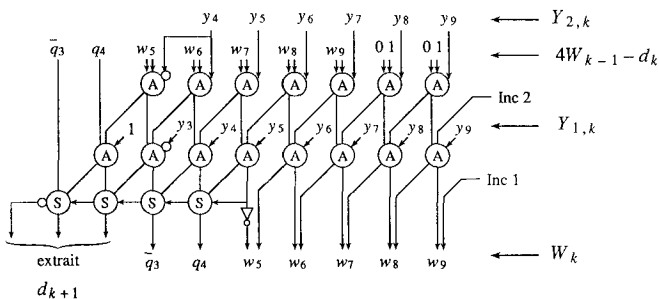 y4 y5 y6 y7 y8 y9 Y2,k
q̄3 q4 w5 w6 w7 w8 w9 0 1 0 1 4Wk−1−dk
A A A A A A A
Inc 2
1 y3 y4 y5 y6 y7 y8 y9 Y1,k
A A A A A A A A
Inc 1
S S S S
extrait q̄3 q4 w5 w6 w7 w8 w9 Wk
dk+1